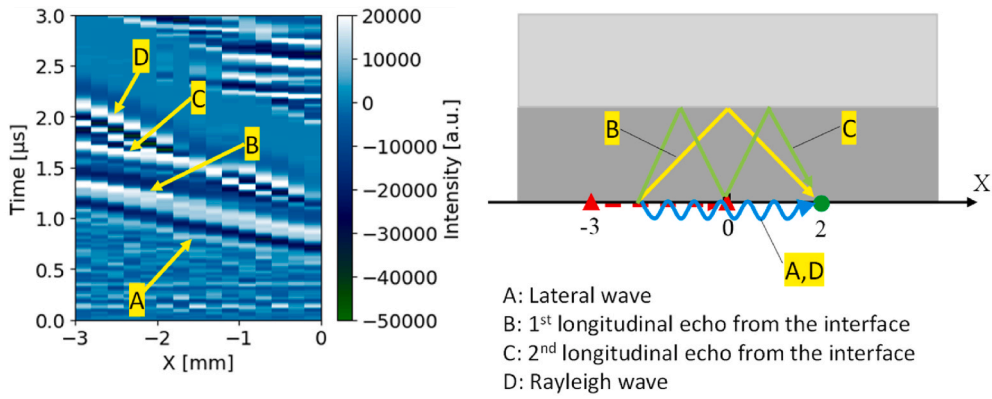 3.0
2.5
2.0
1.5
1.0
0.5
0.0
Time [µs]
−3
−2
−1
0
X [mm]
D
C
B
A
20000
10000
0
−10000
−20000
−30000
−40000
−50000
Intensity [a.u.]
B
C
X
-3
0
2
A,D
A: Lateral wave
B: 1st longitudinal echo from the interface
C: 2nd longitudinal echo from the interface
D: Rayleigh wave